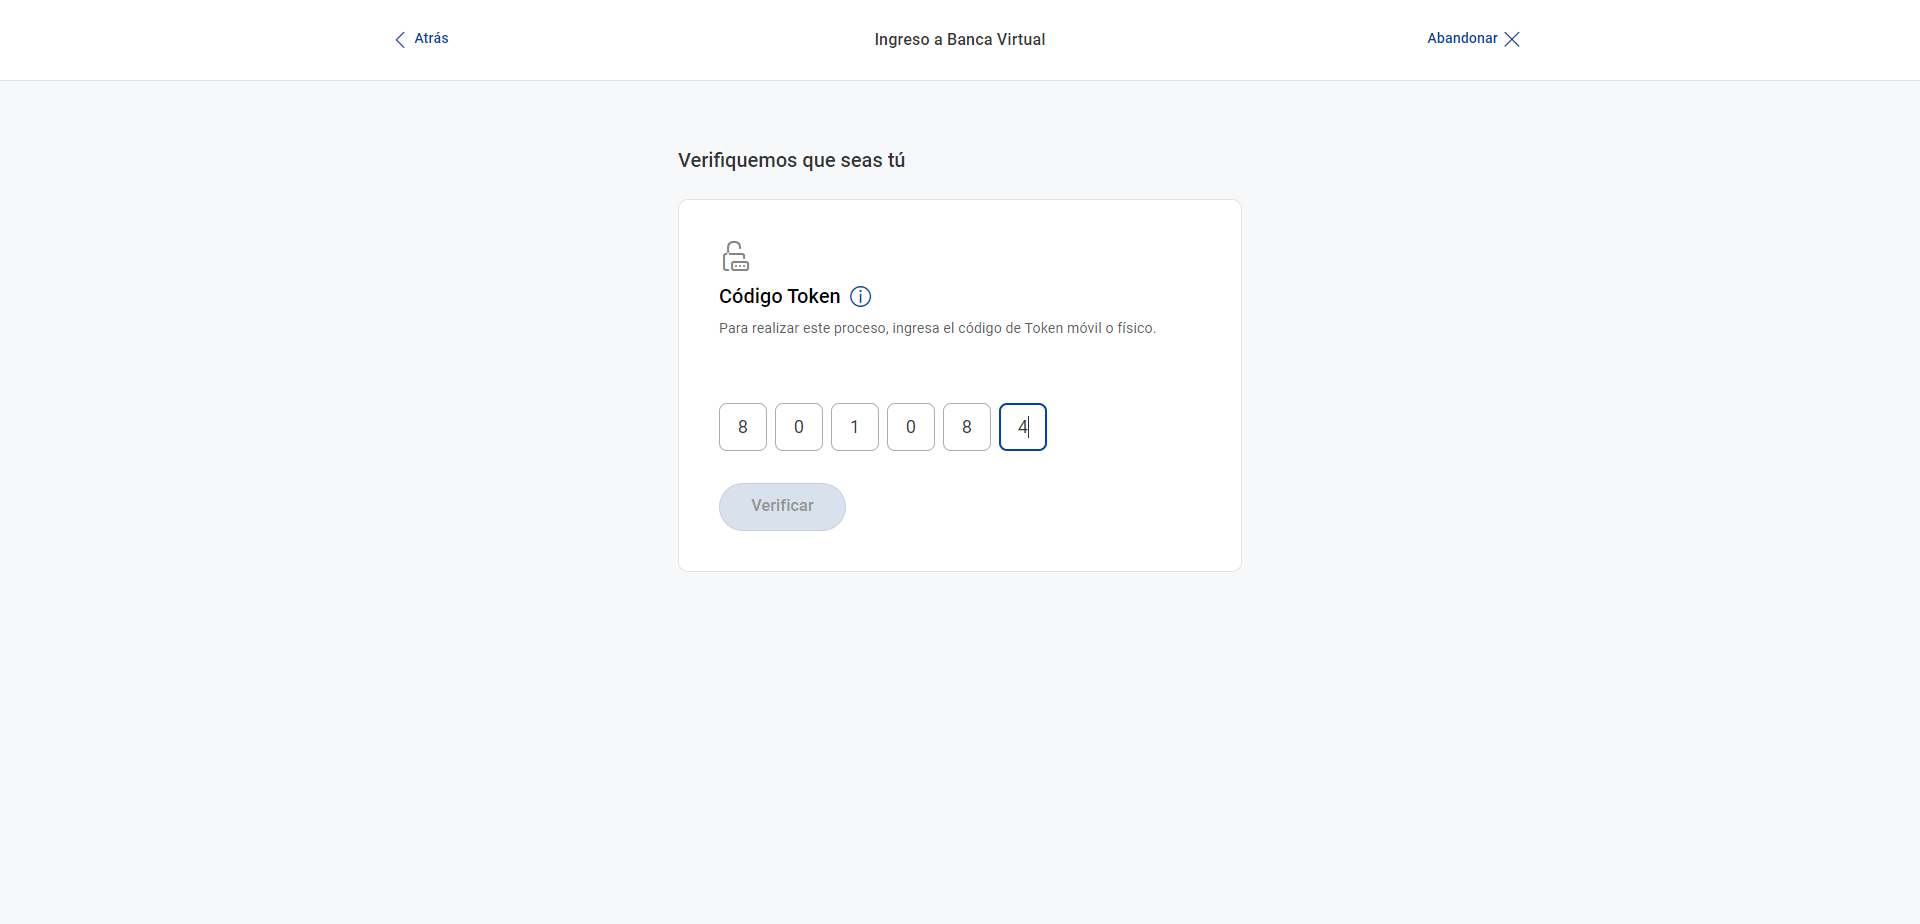 Atrás
Ingreso a Banca Virtual
Abandonar
Verifiquemos que seas tú
Código Token
Para realizar este proceso, ingresa el código de Token móvil o físico.
8 0 1 0 8 4
Verificar